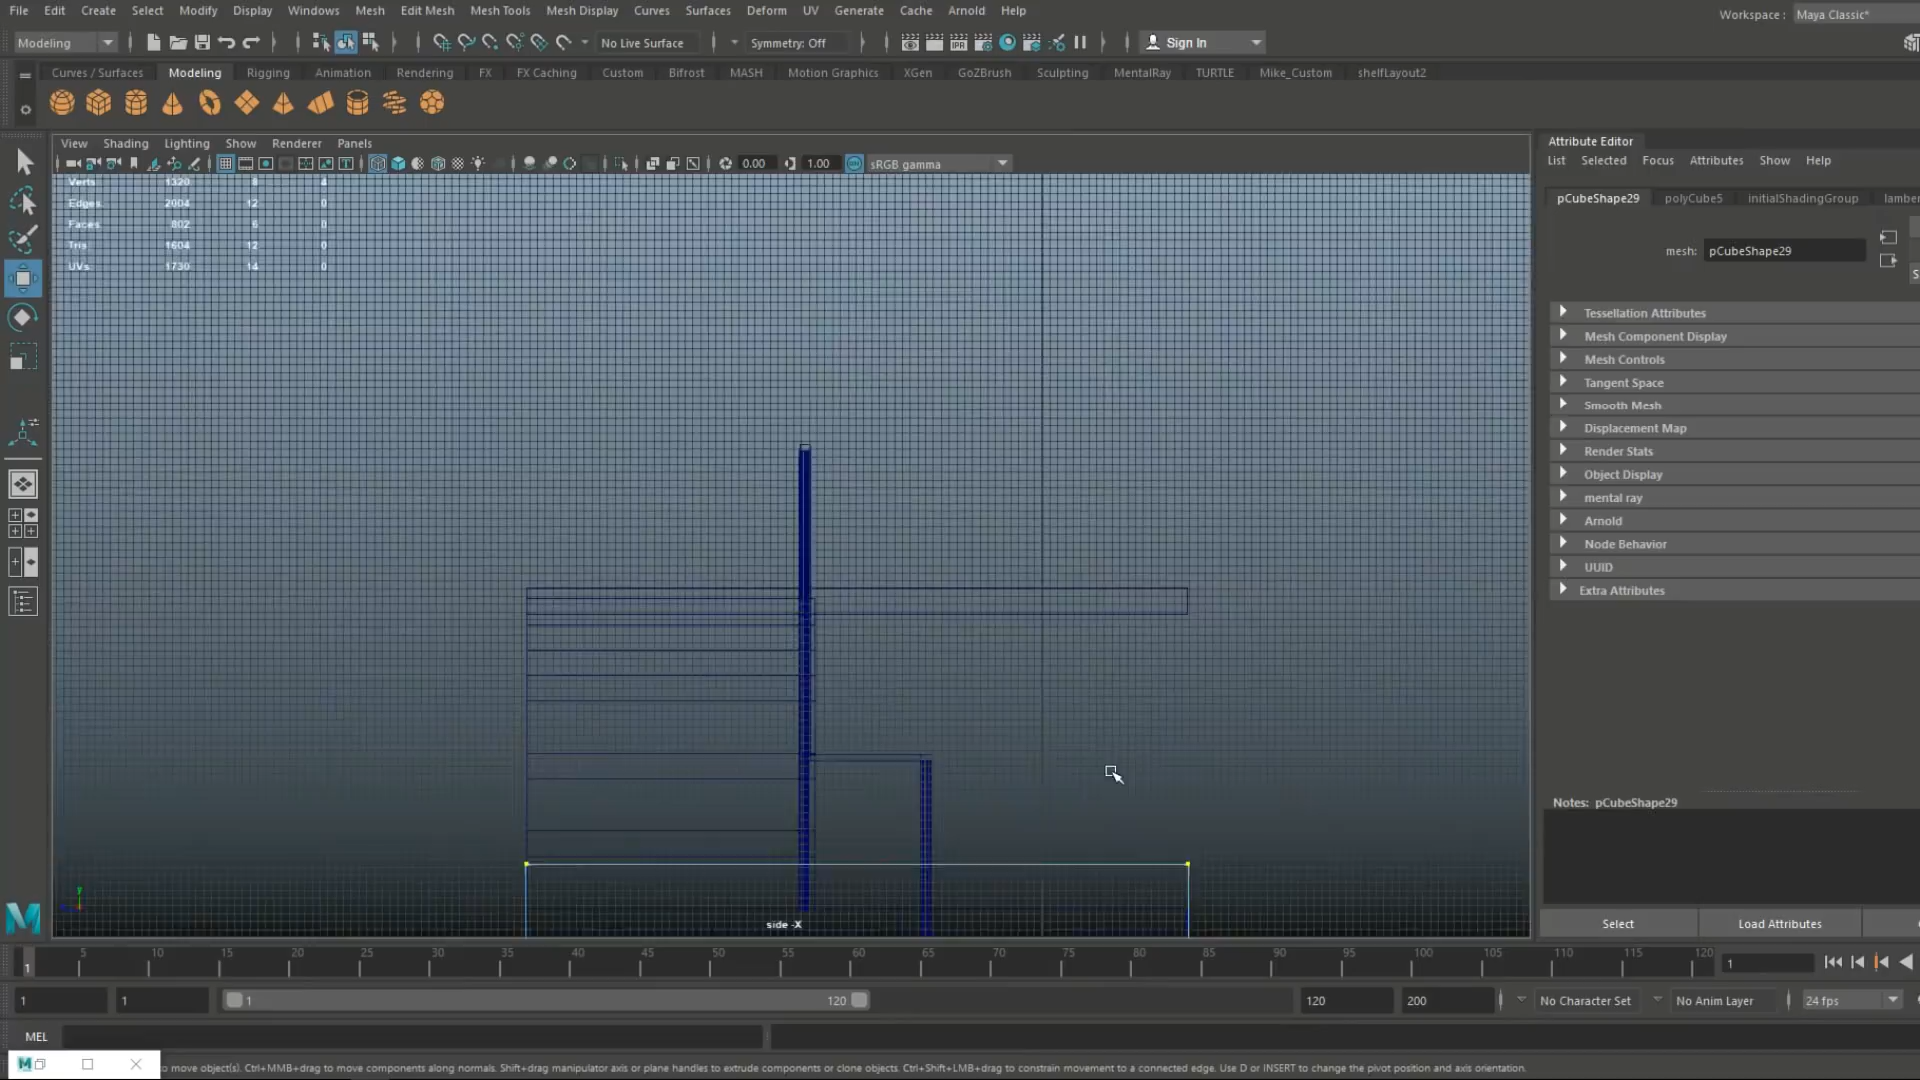 File Edit Create Select Modify Display Windows Mesh Edit Mesh Mesh Tools Mesh Display Curves Surfaces Deform UV Generate Cache Arnold Help
Workspace : Maya Classic*
Modeling No Live Surface Symmetry: Off Sign In
Curves / Surfaces Modeling Rigging Animation Rendering FX FX Caching Custom Bifrost MASH Motion Graphics XGen GoZBrush Sculpting MentalRay TURTLE Mike_Custom shelfLayout2
View Shading Lighting Show Renderer Panels
0.00 1.00 sRGB gamma
Verts: 1320 8 4
Edges: 2004 12 0
Faces: 802 6 0
Tris: 1604 12 0
UVs: 1730 14 0
y
side -X
Attribute Editor
List Selected Focus Attributes Show Help
pCubeShape29 polyCube5 initialShadingGroup lamber
mesh: pCubeShape29
S
Tessellation Attributes
Mesh Component Display
Mesh Controls
Tangent Space
Smooth Mesh
Displacement Map
Render Stats
Object Display
mental ray
Arnold
Node Behavior
UUID
Extra Attributes
Notes: pCubeShape29
Select Load Attributes
1 5 10 15 20 25 30 35 40 45 50 55 60 65 70 75 80 85 90 95 100 105 110 115 120 1
1 1 1 120 120 200 No Character Set No Anim Layer 24 fps
MEL
to move object(s). Ctrl+MMB+drag to move components along normals. Shift+drag manipulator axis or plane handles to extrude components or clone objects. Ctrl+Shift+LMB+drag to constrain movement to a connected edge. Use D or INSERT to change the pivot position and axis orientation.